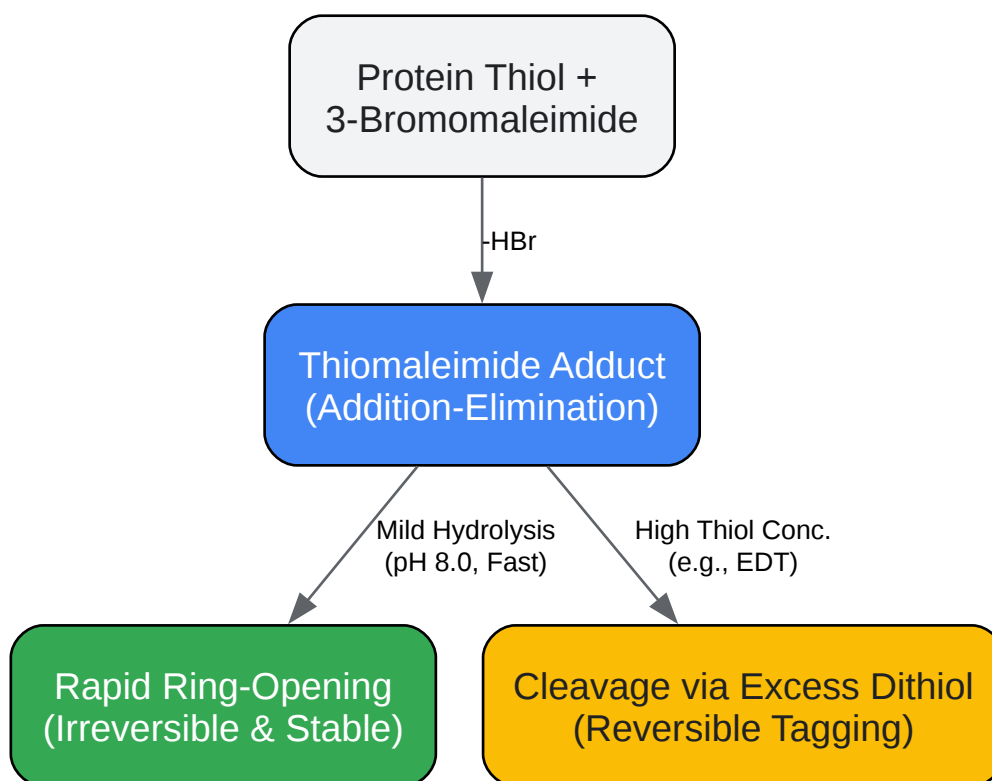 Protein Thiol +
3-Bromomaleimide
-HBr
Thiomaleimide Adduct
(Addition-Elimination)
Mild Hydrolysis
(pH 8.0, Fast)
High Thiol Conc.
(e.g., EDT)
Rapid Ring-Opening
(Irreversible & Stable)
Cleavage via Excess Dithiol
(Reversible Tagging)